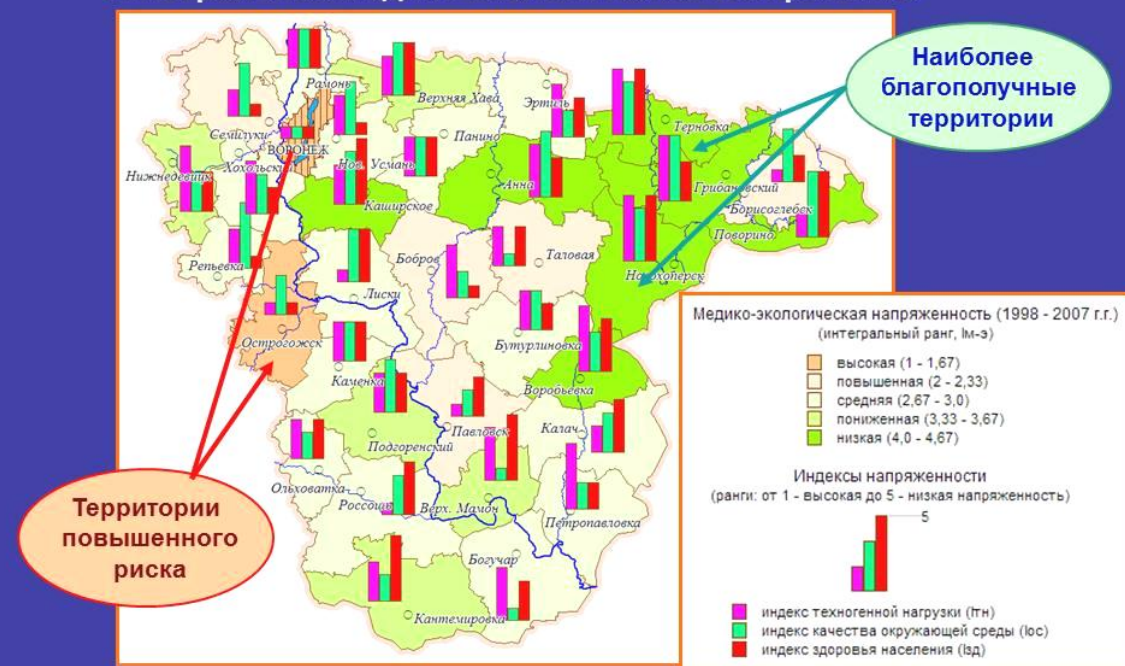 Наиболее
благополучные
территории
Рамонь
Верхняя Хава
Эртиль
Терновка
Семилуки
ВОРОНЕЖ
Панино
Хохольский
Нов. Усмань
Нижнедевицк
Анна
Грибановский
Каширское
Борисоглебск
Поворино
Репьевка
Бобров
Таловая
Новохоперск
Лиски
Острогожск
Бутурлиновка
Каменка
Воробьевка
Павловск
Калач
Подгоренский
Ольховатка
Россошь
Верх. Мамон
Петропавловка
Богучар
Кантемировка
Территории
повышенного
риска
Медико-экологическая напряженность (1998 - 2007 г.г.)
(интегральный ранг, Iм-э)
высокая (1 - 1,67)
повышенная (2 - 2,33)
средняя (2,67 - 3,0)
пониженная (3,33 - 3,67)
низкая (4,0 - 4,67)
Индексы напряженности
(ранги: от 1 - высокая до 5 - низкая напряженность)
5
индекс техногенной нагрузки (Iтн)
индекс качества окружающей среды (Iос)
индекс здоровья населения (Iзд)